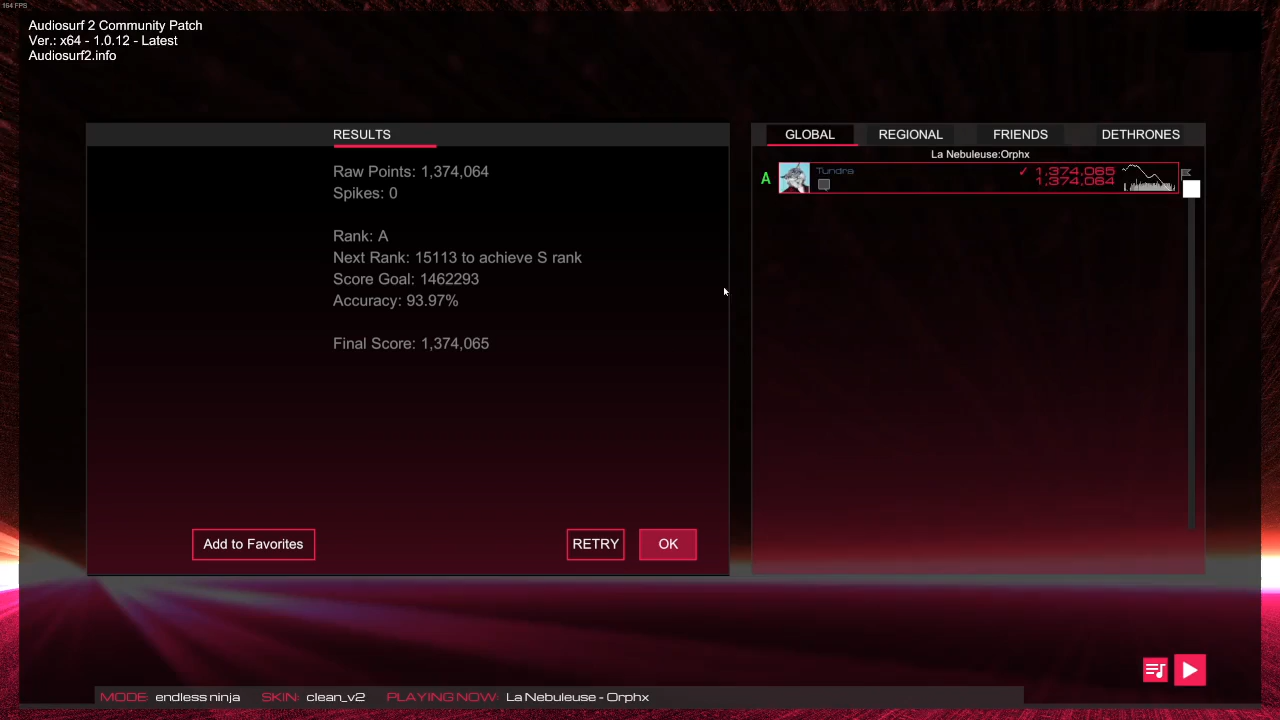 164 FPS
Audiosurf 2 Community Patch
Ver.: x64 - 1.0.12 - Latest
Audiosurf2.info
RESULTS
Raw Points: 1,374,064
Spikes: 0
Rank: A
Next Rank: 15113 to achieve S rank
Score Goal: 1462293
Accuracy: 93.97%
Final Score: 1,374,065
Add to Favorites
RETRY
OK
GLOBAL REGIONAL FRIENDS DETHRONES
La Nebuleuse:Orphx
A Tundra ✓ 1,374,065
1,374,064
MODE: endless ninja SKIN: clean_v2 PLAYING NOW: La Nebuleuse - Orphx